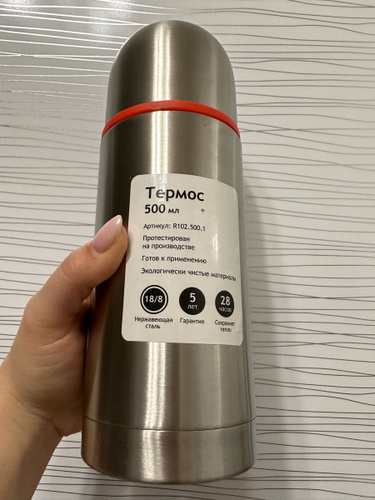 Термос
500 мл
Артикул: R102.500.1
Протестирован
на производстве
Готов к применению
Экологически чистые материалы
18/8
5
лет
28
часов
Нержавеющая
сталь
Гарантия
Сохраняет
тепло